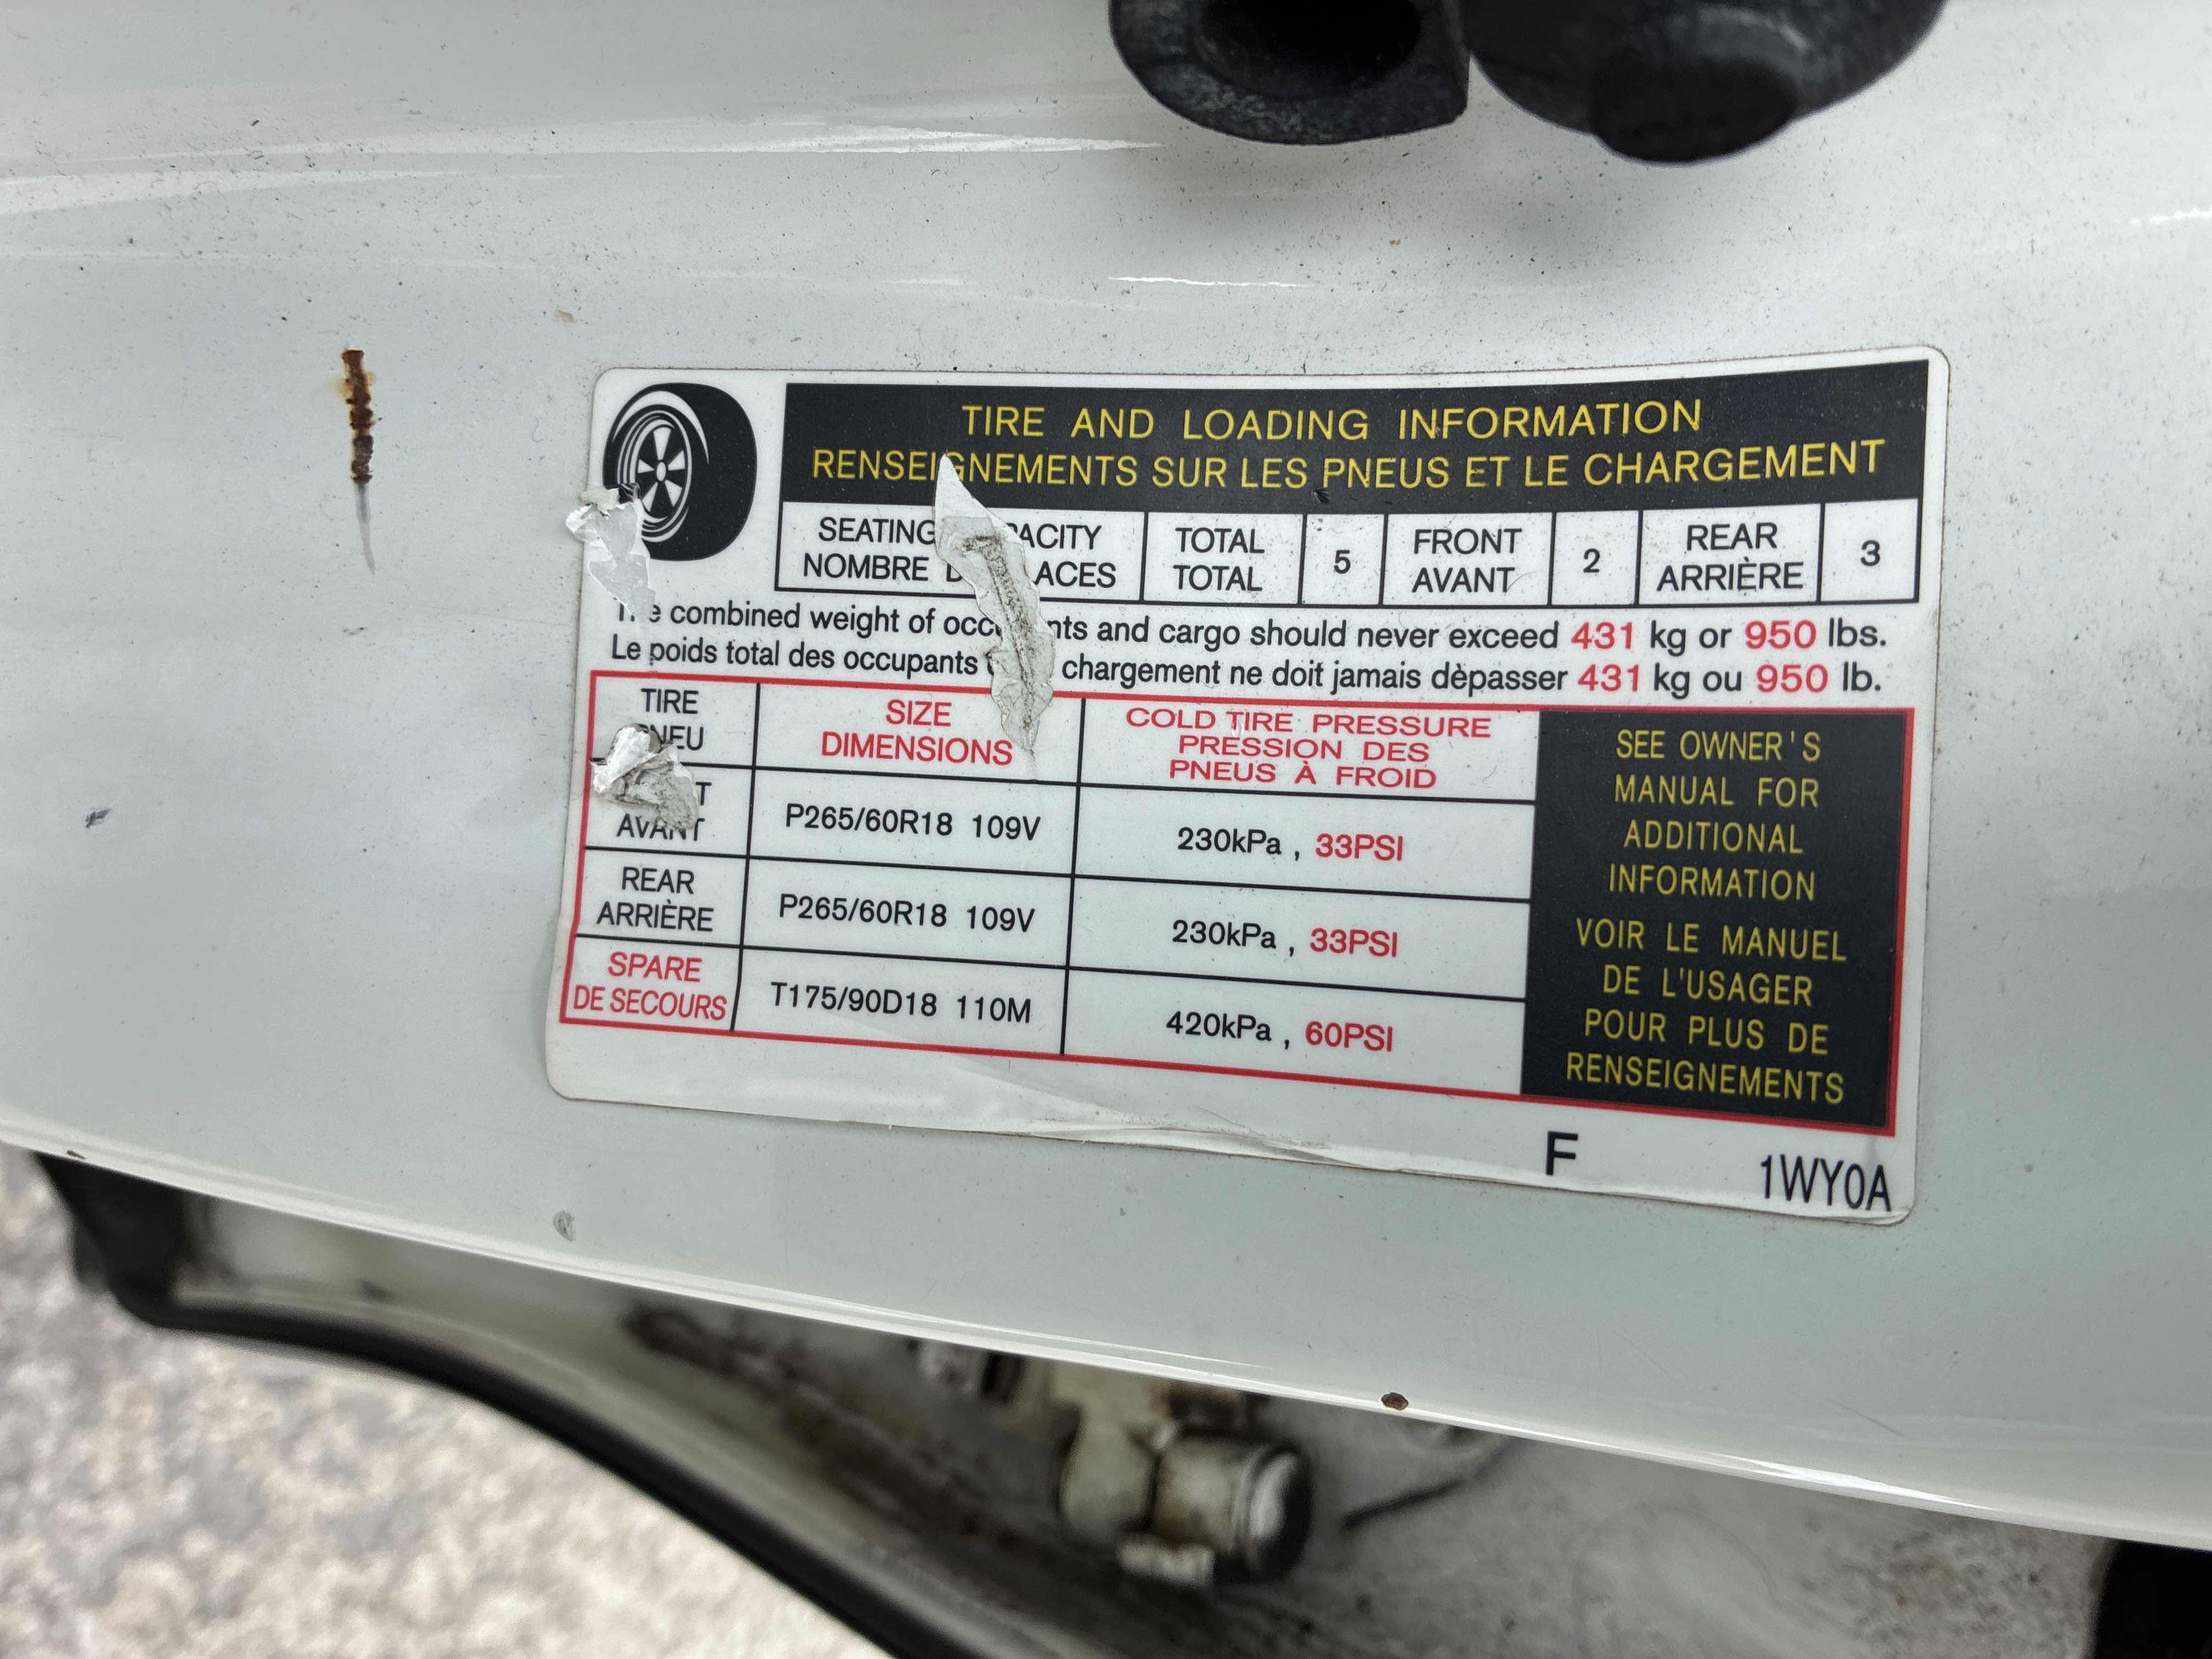 TIRE AND LOADING INFORMATION
RENSEIGNEMENTS SUR LES PNEUS ET LE CHARGEMENT
SEATING
NOMBRE
TOTAL
TOTAL
5
FRONT
AVANT
2
REAR
ARRIÈRE
3
combined weight of and cargo should never exceed 431 kg or 950 lbs.
Le poids total des occupants chargement ne doit jamais dèpasser 431 kg ou 950 lb.
TIRE
SIZE
DIMENSIONS
COLD TIRE PRESSURE
PRESSION DES
PNEUS À FROID
AVANT
P265/60R18 109V
230kPa , 33PSI
REAR
ARRIÈRE
P265/60R18 109V
230kPa , 33PSI
SPARE
DE SECOURS
T175/90D18 110M
420kPa , 60PSI
SEE OWNER'S
MANUAL FOR
ADDITIONAL
INFORMATION
VOIR LE MANUEL
DE L'USAGER
POUR PLUS DE
RENSEIGNEMENTS
F
1WY0A